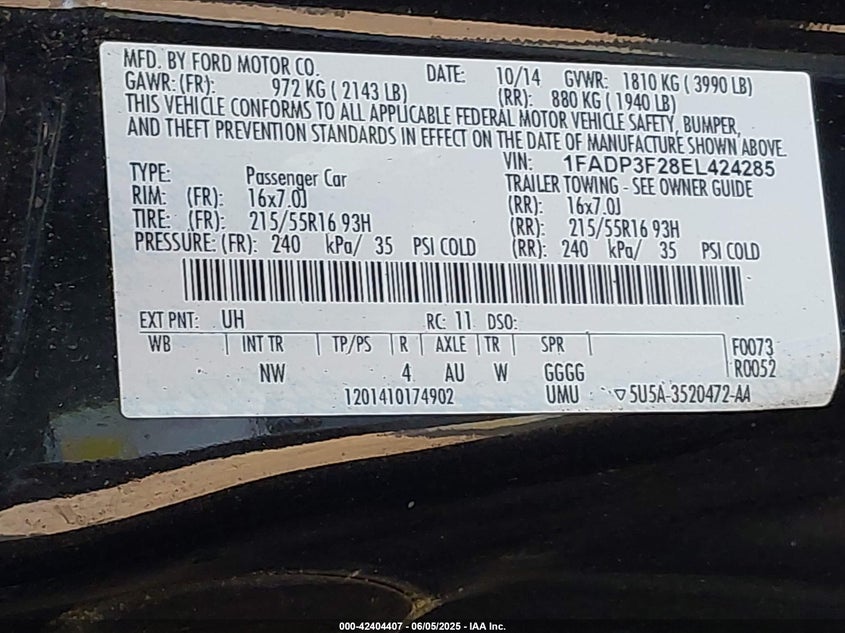 MFD. BY FORD MOTOR CO. DATE: 10/14 GVWR: 1810 KG ( 3990 LB)
GAWR: (FR): 972 KG ( 2143 LB) (RR): 880 KG ( 1940 LB)
THIS VEHICLE CONFORMS TO ALL APPLICABLE FEDERAL MOTOR VEHICLE SAFETY, BUMPER,
AND THEFT PREVENTION STANDARDS IN EFFECT ON THE DATE OF MANUFACTURE SHOWN ABOVE.
VIN: 1FADP3F28EL424285
TYPE: Passenger Car TRAILER TOWING - SEE OWNER GUIDE
RIM: (FR): 16x7.0J (RR): 16x7.0J
TIRE: (FR): 215/55R16 93H (RR): 215/55R16 93H
PRESSURE: (FR): 240 kPa/ 35 PSI COLD (RR): 240 kPa/ 35 PSI COLD
EXT PNT: UH RC: 11 DSO:
WB INT TR TP/PS R AXLE TR SPR F0073
NW 4 AU W GGGG R0052
1201410174902 UMU ▽5U5A-3520472-AA
000-42404407 - 06/05/2025 - IAA Inc.